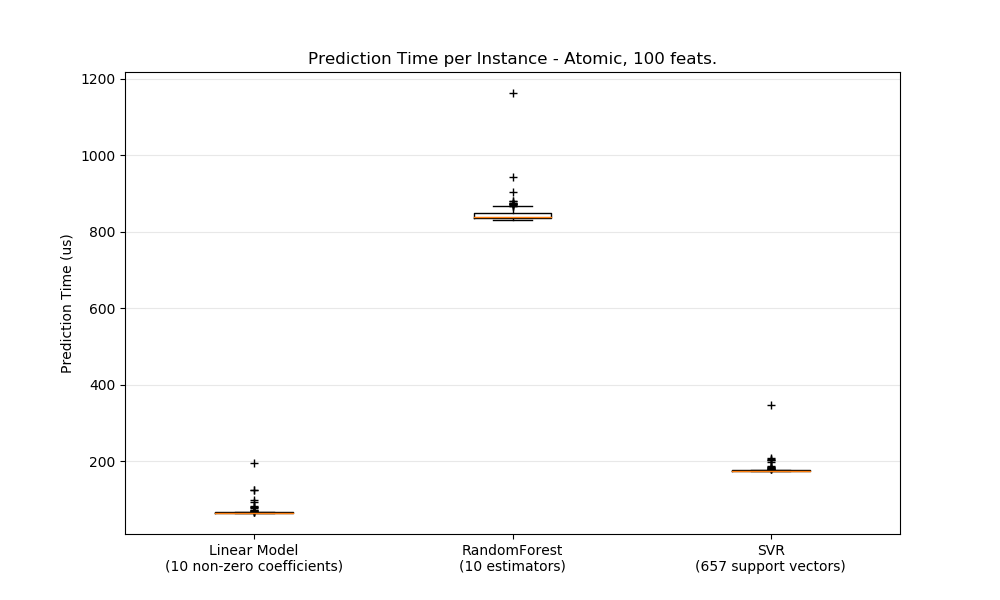 Prediction Time per Instance - Atomic, 100 feats.
1200
1000
800
600
400
200
Prediction Time (us)
Linear Model
(10 non-zero coefficients)
RandomForest
(10 estimators)
SVR
(657 support vectors)